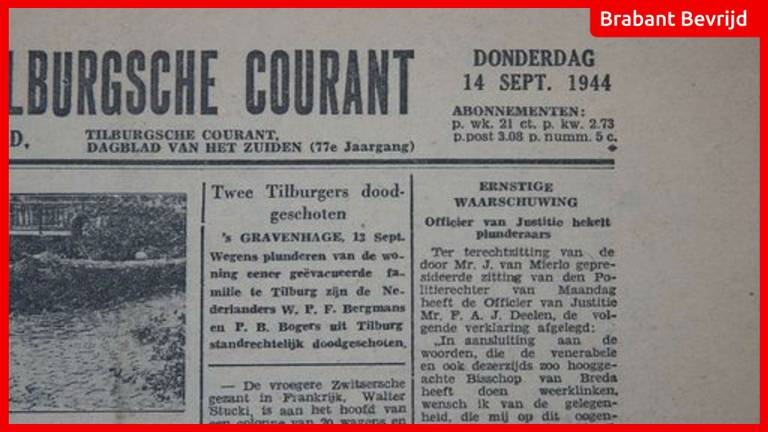 Brabant Bevrijd
LBURGSCHE COURANT
DONDERDAG
14 SEPT. 1944
ABONNEMENTEN:
p. wk. 21 ct. p. kw. 2.73
p.post 3.08 p. numm. 5 c.
D.
TILBURGSCHE COURANT,
DAGBLAD VAN HET ZUIDEN (77e Jaargang)
Twee Tilburgers dood-
geschoten
's GRAVENHAGE, 13 Sept.
Wegens plunderen van de wo-
ning eener geëvacueerde fa-
milie te Tilburg zijn de Ne-
derlanders W. P. F. Bergmans
en P. B. Bogers uit Tilburg
standrechtelijk doodgeschoten.
— De vroegere Zwitsersche
gezant in Frankrijk, Walter
Stucki, is aan het hoofd van
een colonne van 20 wagens en
ERNSTIGE
WAARSCHUWING
Officier van Justitie hekelt
plunderaars
Ter terechtzitting van de
door Mr. J. van Mierlo gepre-
sideerde zitting van den Po-
litierechter van Maandag
heeft de Officier van Justitie
Mr. F. A. J. Deelen, de vol-
gende verklaring afgelegd:
„In aansluiting aan de
woorden, die de venerabele
en ook dezerzijds zoo hoogge-
achte Bisschop van Breda
heeft doen weerklinken,
wensch ik van de gelegen-
heid, die mij op dit oogen-